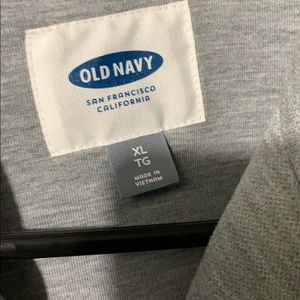 OLD NAVY
SAN FRANCISCO
CALIFORNIA
XL
TG
MADE IN
VIETNAM